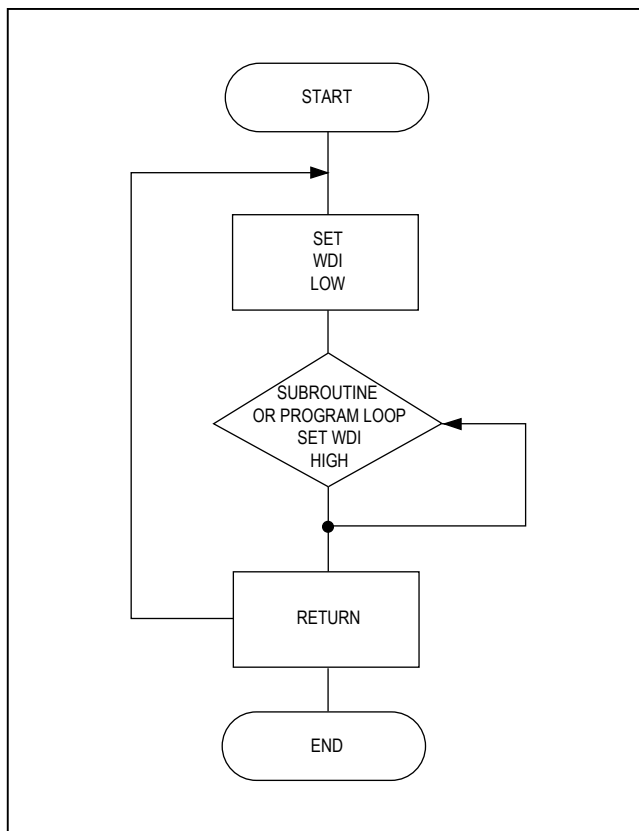 START
SET
WDI
LOW
SUBROUTINE
OR PROGRAM LOOP
SET WDI
HIGH
RETURN
END